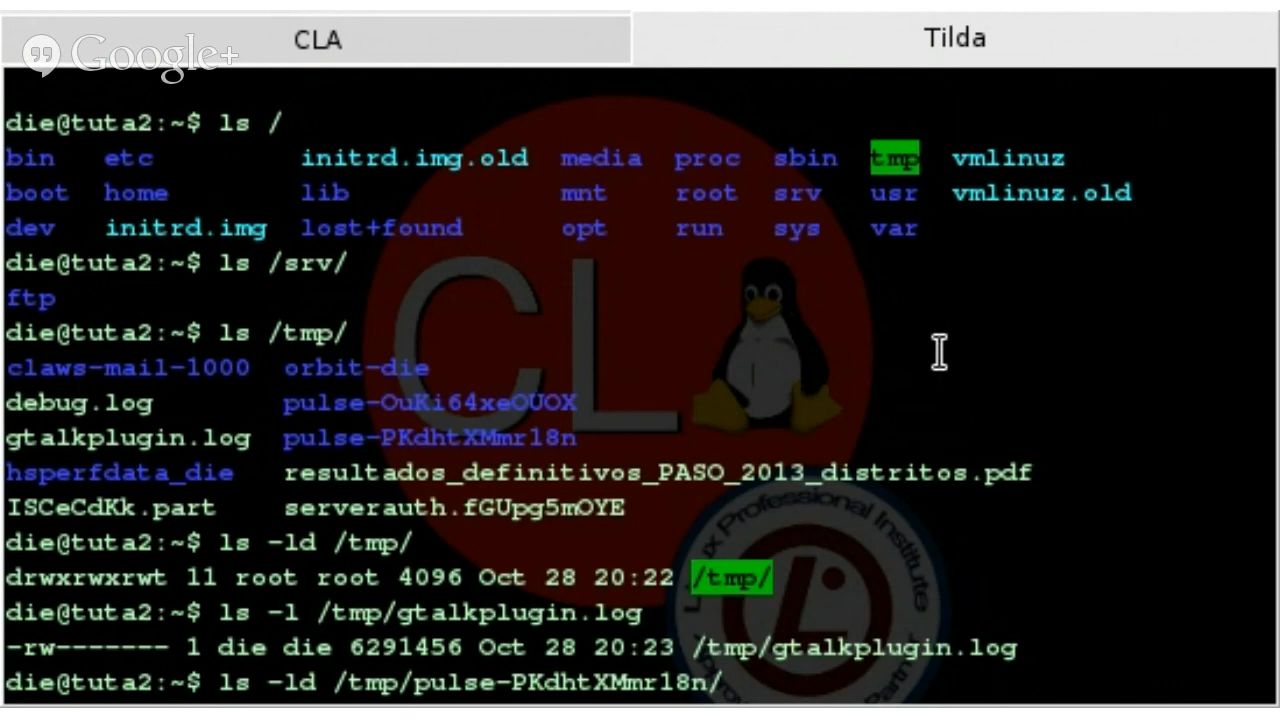 CLA Tilda
Google+
die@tuta2:~$ ls /
bin etc initrd.img.old media proc sbin tmp vmlinuz
boot home lib mnt root srv usr vmlinuz.old
dev initrd.img lost+found opt run sys var
die@tuta2:~$ ls /srv/
ftp
die@tuta2:~$ ls /tmp/
claws-mail-1000 orbit-die
debug.log pulse-OuKi64xeOUOX
gtalkplugin.log pulse-PKdhtXMmr18n
hsperfdata_die resultados_definitivos_PASO_2013_distritos.pdf
ISCeCdKk.part serverauth.fGUpg5mOYE
die@tuta2:~$ ls -ld /tmp/
drwxrwxrwt 11 root root 4096 Oct 28 20:22 /tmp/
die@tuta2:~$ ls -l /tmp/gtalkplugin.log
-rw------- 1 die die 6291456 Oct 28 20:23 /tmp/gtalkplugin.log
die@tuta2:~$ ls -ld /tmp/pulse-PKdhtXMmr18n/
CL
Professional Institute